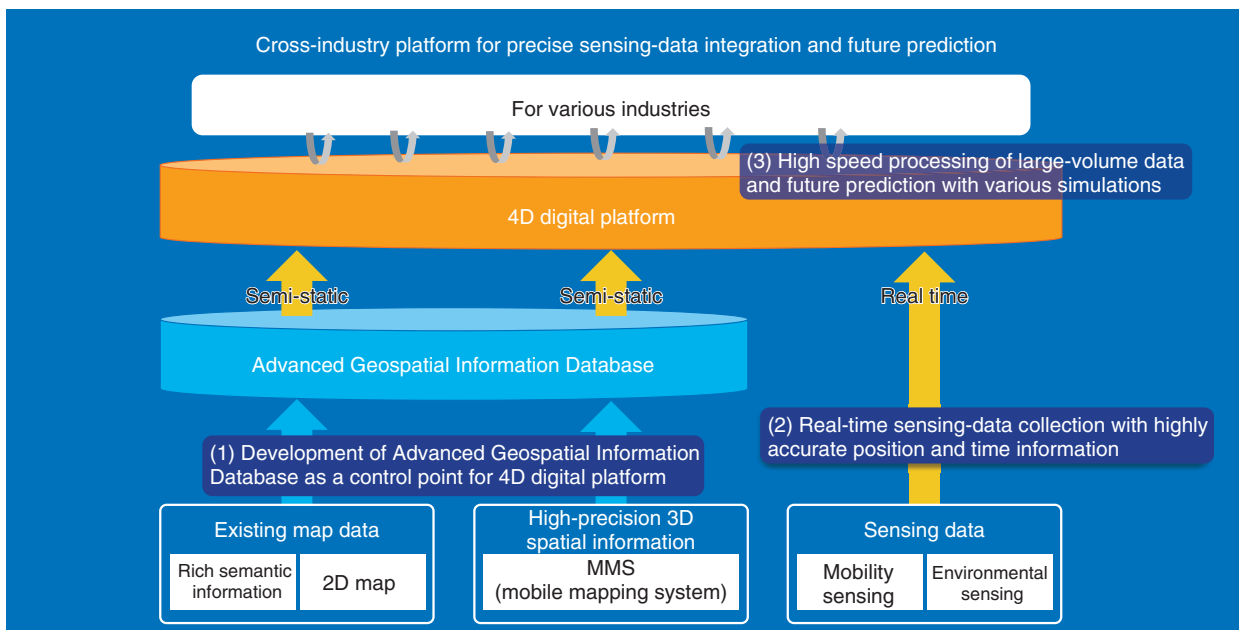 Cross-industry platform for precise sensing-data integration and future prediction
For various industries
(3) High speed processing of large-volume data
and future prediction with various simulations
4D digital platform
Semi-static
Semi-static
Real time
Advanced Geospatial Information Database
(2) Real-time sensing-data collection with highly
accurate position and time information
(1) Development of Advanced Geospatial Information
Database as a control point for 4D digital platform
Existing map data
Rich semantic
information
2D map
High-precision 3D
spatial information
MMS
(mobile mapping system)
Sensing data
Mobility
sensing
Environmental
sensing